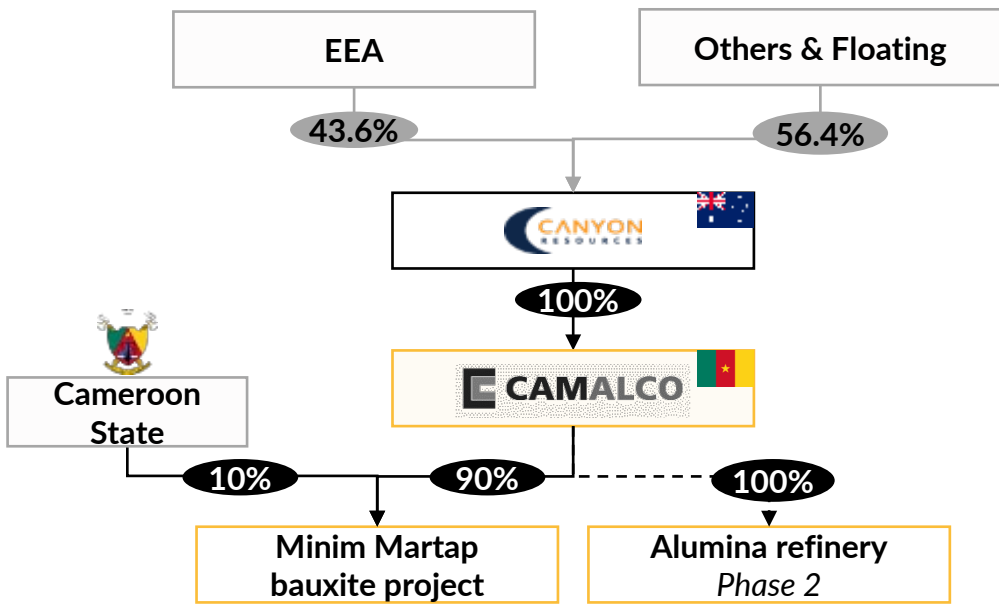 EEA
Others & Floating
43.6%
56.4%
CANYON
RESOURCES
100%
CAMALCO
Cameroon
State
10%
90%
100%
Minim Martap
bauxite project
Alumina refinery
Phase 2